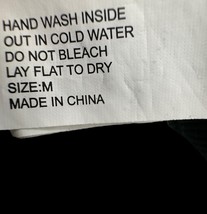 HAND WASH INSIDE
OUT IN COLD WATER
DO NOT BLEACH
LAY FLAT TO DRY
SIZE:M
MADE IN CHINA